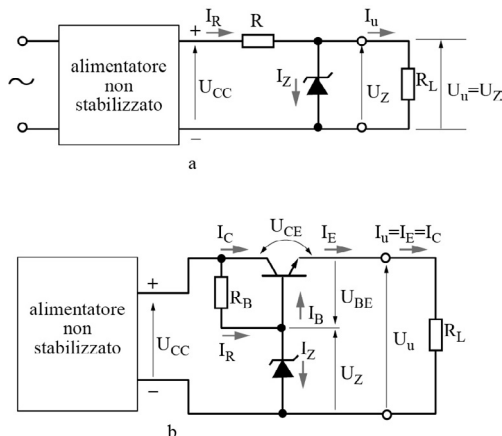 I_R
R
I_u
+
alimentatore
non
stabilizzato
U_CC
I_Z
U_Z
R_L
U_u=U_Z
~
−
a
U_CE
I_C
I_E
I_u=I_E=I_C
+
alimentatore
non
stabilizzato
R_B
I_B
U_BE
U_CC
I_R
I_Z
U_Z
U_u
R_L
−
b